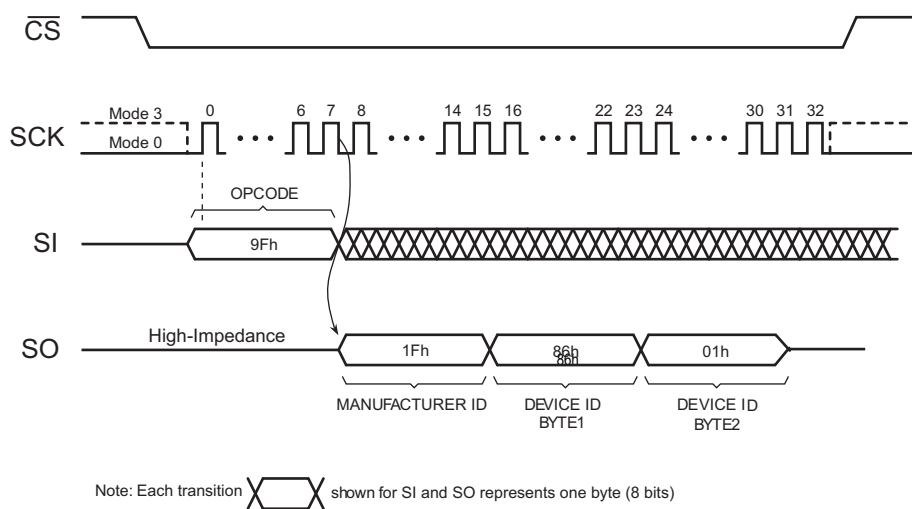 CS
Mode 3
Mode 0
SCK
0 6 7 8 14 15 16 22 23 24 30 31 32
OPCODE
SI
9Fh
High-Impedance
SO
1Fh
86h
86h
01h
MANUFACTURER ID
DEVICE ID
BYTE1
DEVICE ID
BYTE2
Note: Each transition shown for SI and SO represents one byte (8 bits)